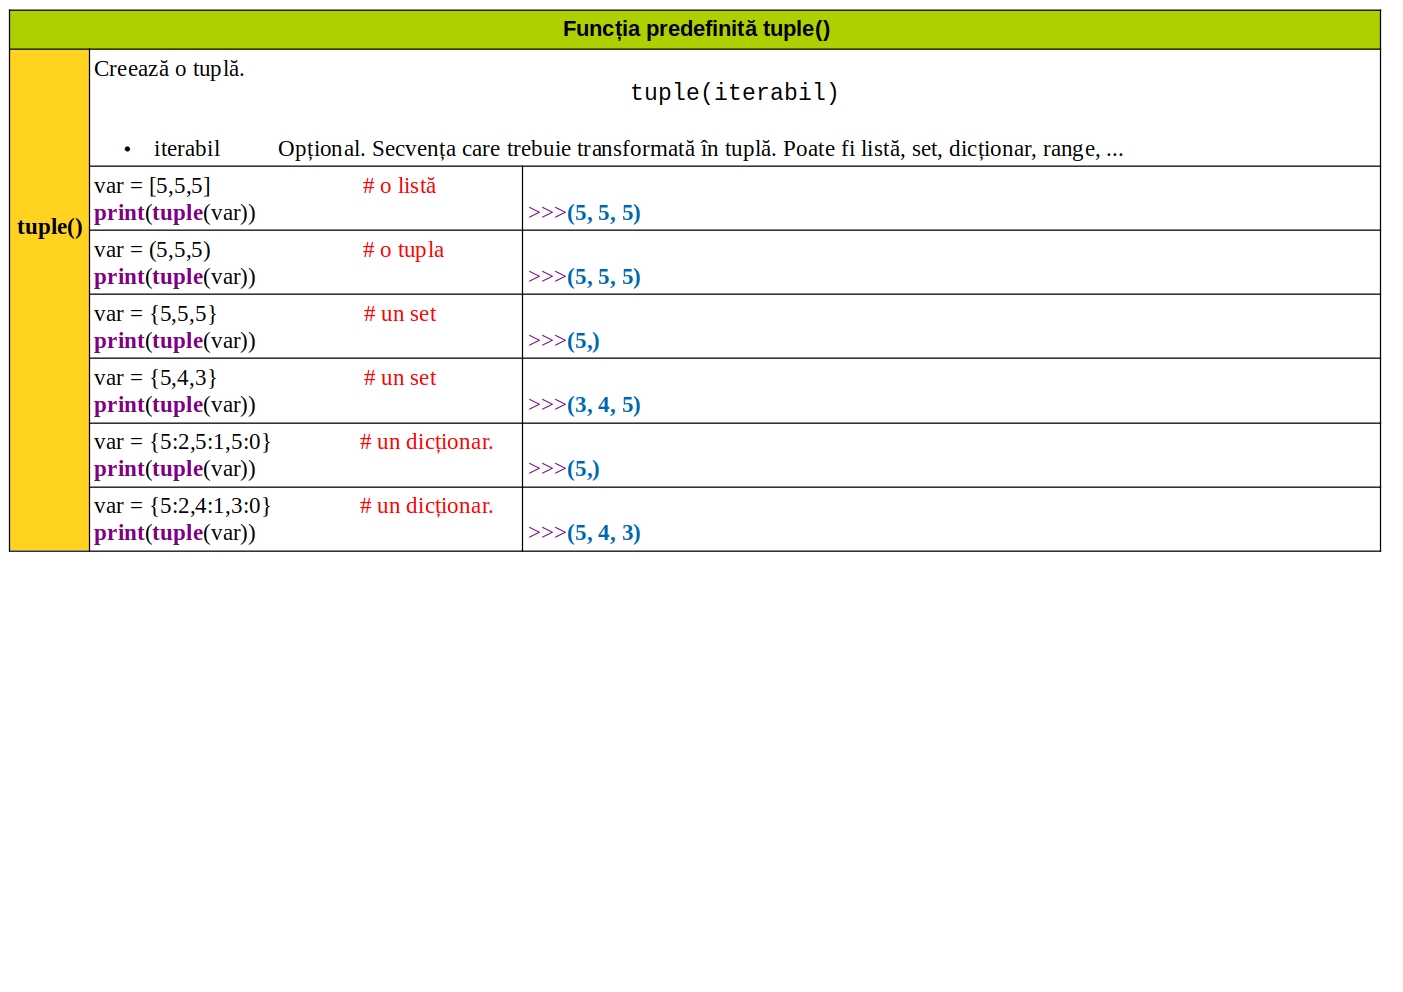 Funcția predefinită tuple()
tuple()
Creează o tuplă.
tuple(iterabil)
• iterabil Opțional. Secvența care trebuie transformată în tuplă. Poate fi listă, set, dicționar, range, ...
var = [5,5,5] # o listă
print(tuple(var)) >>>(5, 5, 5)
var = (5,5,5) # o tupla
print(tuple(var)) >>>(5, 5, 5)
var = {5,5,5} # un set
print(tuple(var)) >>>(5,)
var = {5,4,3} # un set
print(tuple(var)) >>>(3, 4, 5)
var = {5:2,5:1,5:0} # un dicționar.
print(tuple(var)) >>>(5,)
var = {5:2,4:1,3:0} # un dicționar.
print(tuple(var)) >>>(5, 4, 3)